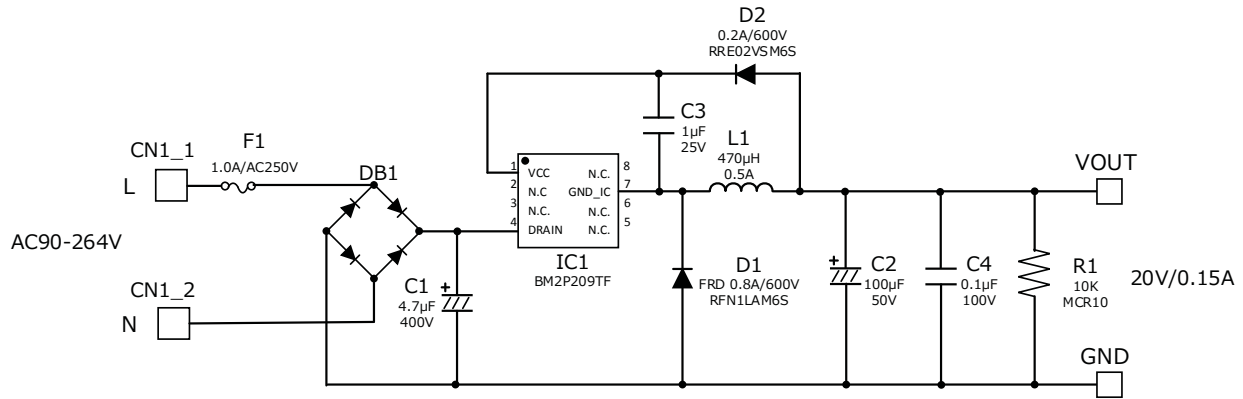 D2
0.2A/600V
RRE02VSM6S
C3
1µF
25V
L1
470µH
0.5A
F1
1.0A/AC250V
CN1_1
L
DB1
1 VCC N.C. 8
2 N.C GND_IC 7
3 N.C. N.C. 6
4 DRAIN N.C. 5
IC1
BM2P209TF
VOUT
AC90-264V
CN1_2
N
C1
+
4.7µF
400V
D1
FRD 0.8A/600V
RFN1LAM6S
+
C2
100µF
50V
C4
0.1µF
100V
R1
10K
MCR10
20V/0.15A
GND